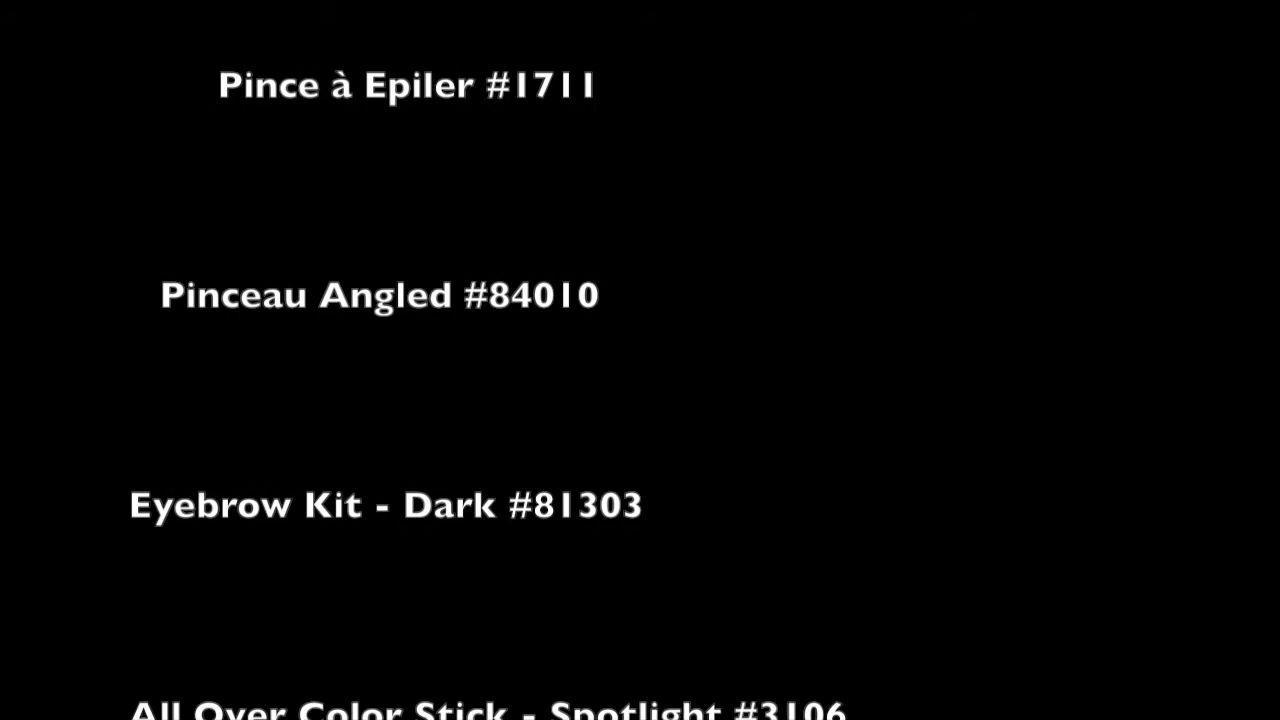 Pince à Epiler #1711
Pinceau Angled #84010
Eyebrow Kit - Dark #81303
All Over Color Stick - Spotlight #3106